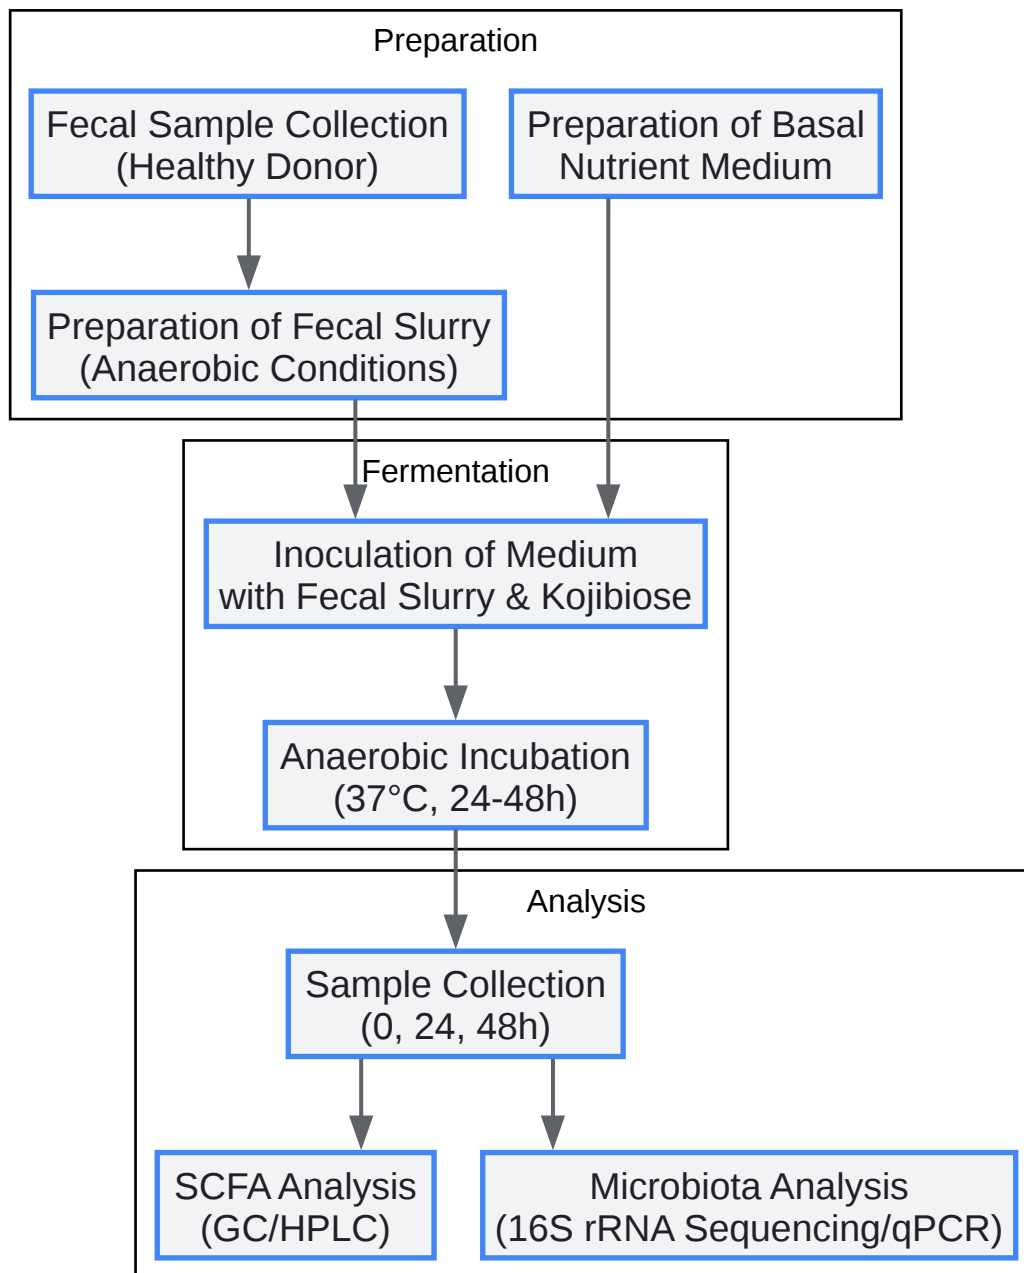 Preparation
Fecal Sample Collection
(Healthy Donor)
Preparation of Basal
Nutrient Medium
Preparation of Fecal Slurry
(Anaerobic Conditions)
Fermentation
Inoculation of Medium
with Fecal Slurry & Kojibiose
Anaerobic Incubation
(37°C, 24-48h)
Analysis
Sample Collection
(0, 24, 48h)
SCFA Analysis
(GC/HPLC)
Microbiota Analysis
(16S rRNA Sequencing/qPCR)